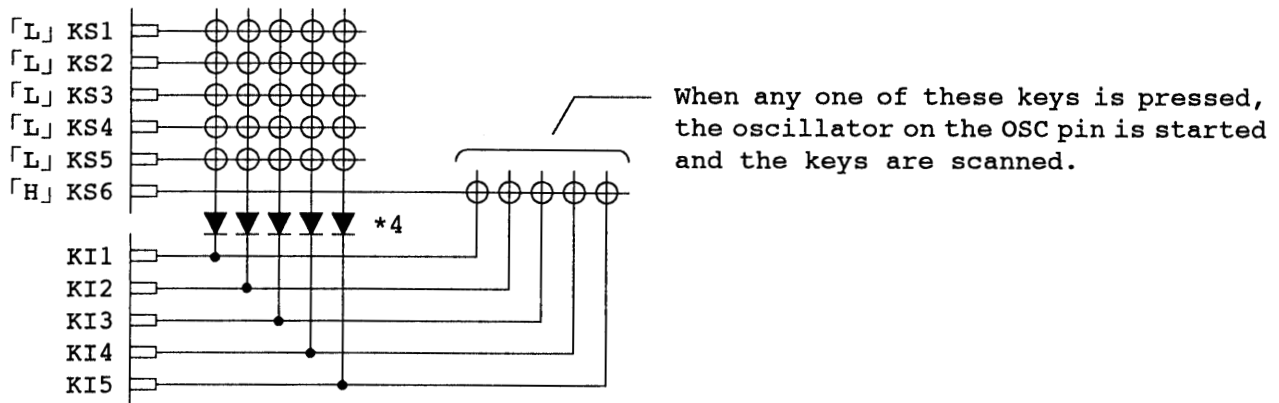 「L」 KS1
「L」 KS2
「L」 KS3
「L」 KS4
「L」 KS5
「H」 KS6
When any one of these keys is pressed,
the oscillator on the OSC pin is started
and the keys are scanned.
*4
KI1
KI2
KI3
KI4
KI5